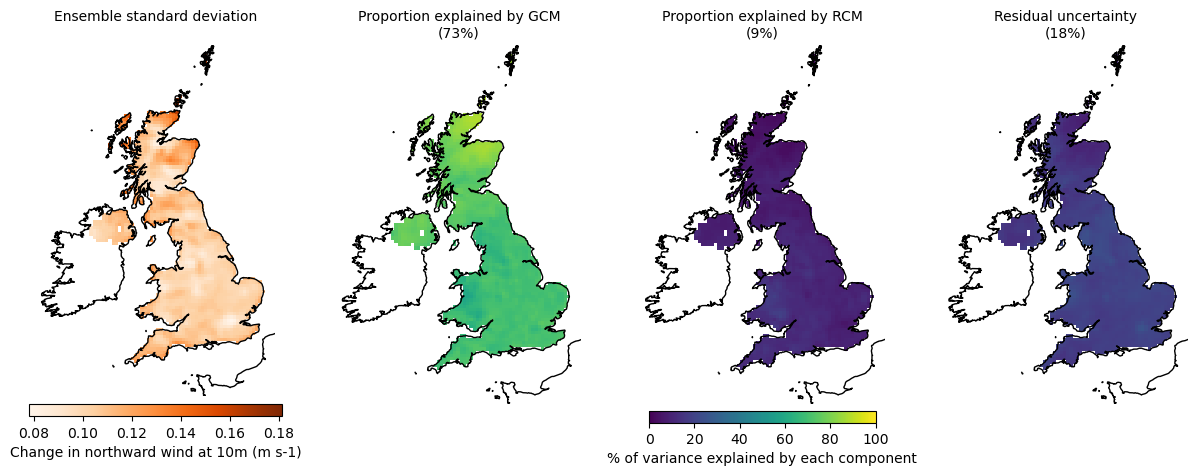 Ensemble standard deviation
Proportion explained by GCM
(73%)
Proportion explained by RCM
(9%)
Residual uncertainty
(18%)
0.08 0.10 0.12 0.14 0.16 0.18
Change in northward wind at 10m (m s-1)
0 20 40 60 80 100
% of variance explained by each component